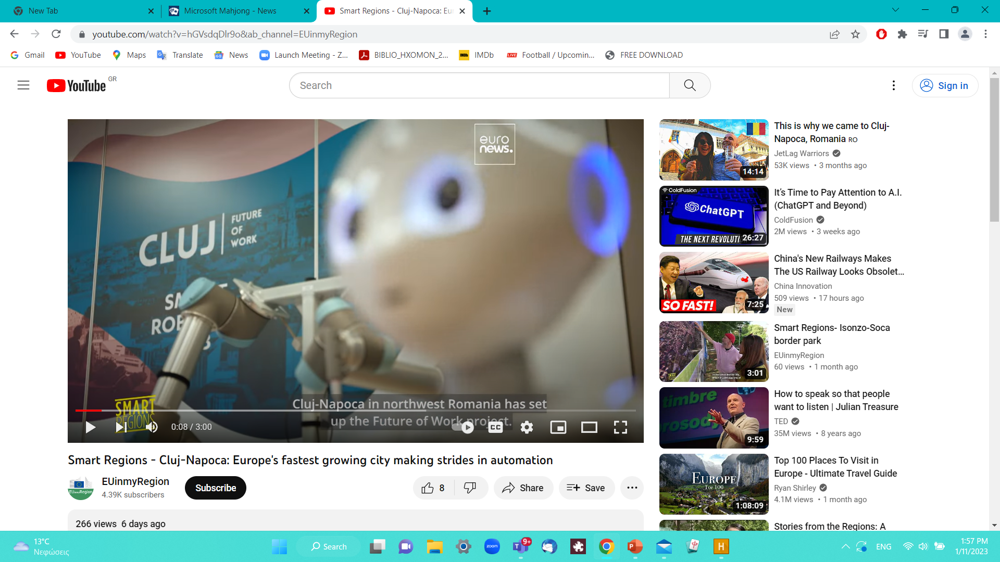 New Tab
Microsoft Mahjong - News
Smart Regions - Cluj-Napoca: Eu
youtube.com/watch?v=hGVsdqDlr9o&ab_channel=EUinmyRegion
Gmail
YouTube
Maps
Translate
News
Launch Meeting - Z...
BIBLIO_HXOMON_2...
IMDb
Football / Upcomin...
FREE DOWNLOAD
YouTube GR
Search
Sign in
euro
news.
CLUJ
FUTURE
OF
WORK
SMART
REGIONS
Cluj-Napoca in northwest Romania has set
up the Future of Work project.
0:08 / 3:00
CC
Smart Regions - Cluj-Napoca: Europe's fastest growing city making strides in automation
EUinmyRegion
4.39K subscribers
Subscribe
8
Share
Save
266 views 6 days ago
14:14
This is why we came to Cluj-
Napoca, Romania RO
JetLag Warriors
53K views • 3 months ago
ColdFusion
ChatGPT
THE NEXT REVOLUTI
26:27
It's Time to Pay Attention to A.I.
(ChatGPT and Beyond)
ColdFusion
2M views • 3 weeks ago
SO FAST!
7:25
China's New Railways Makes
The US Railway Looks Obsolet...
China Innovation
509 views • 17 hours ago
New
3:01
Smart Regions- Isonzo-Soca
border park
EUinmyRegion
60 views • 1 month ago
timbre
prosody
9:59
How to speak so that people
want to listen | Julian Treasure
TED
35M views • 8 years ago
EUROPE
TOP 100
1:08:09
Top 100 Places To Visit in
Europe - Ultimate Travel Guide
Ryan Shirley
4.1M views • 1 month ago
Stories from the Regions: A
13°C
Νεφώσεις
Search
zoom
9+
ENG
1:57 PM
1/11/2023